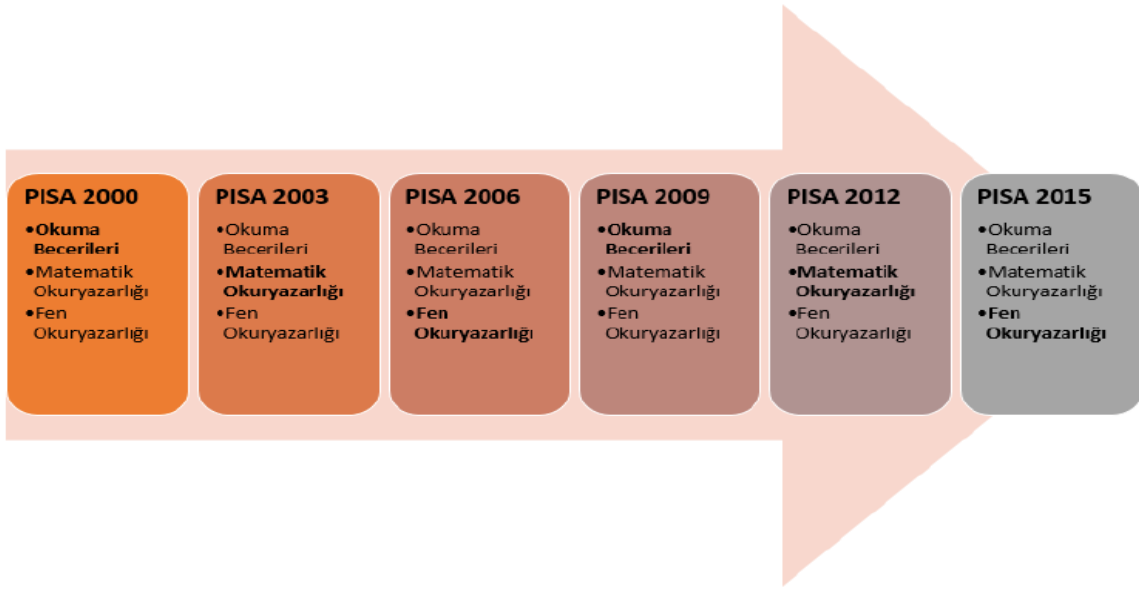 PISA 2000
•Okuma
Becerileri
•Matematik
Okuryazarlığı
•Fen
Okuryazarlığı
PISA 2003
•Okuma
Becerileri
•Matematik
Okuryazarlığı
•Fen
Okuryazarlığı
PISA 2006
•Okuma
Becerileri
•Matematik
Okuryazarlığı
•Fen
Okuryazarlığı
PISA 2009
•Okuma
Becerileri
•Matematik
Okuryazarlığı
•Fen
Okuryazarlığı
PISA 2012
•Okuma
Becerileri
•Matematik
Okuryazarlığı
•Fen
Okuryazarlığı
PISA 2015
•Okuma
Becerileri
•Matematik
Okuryazarlığı
•Fen
Okuryazarlığı